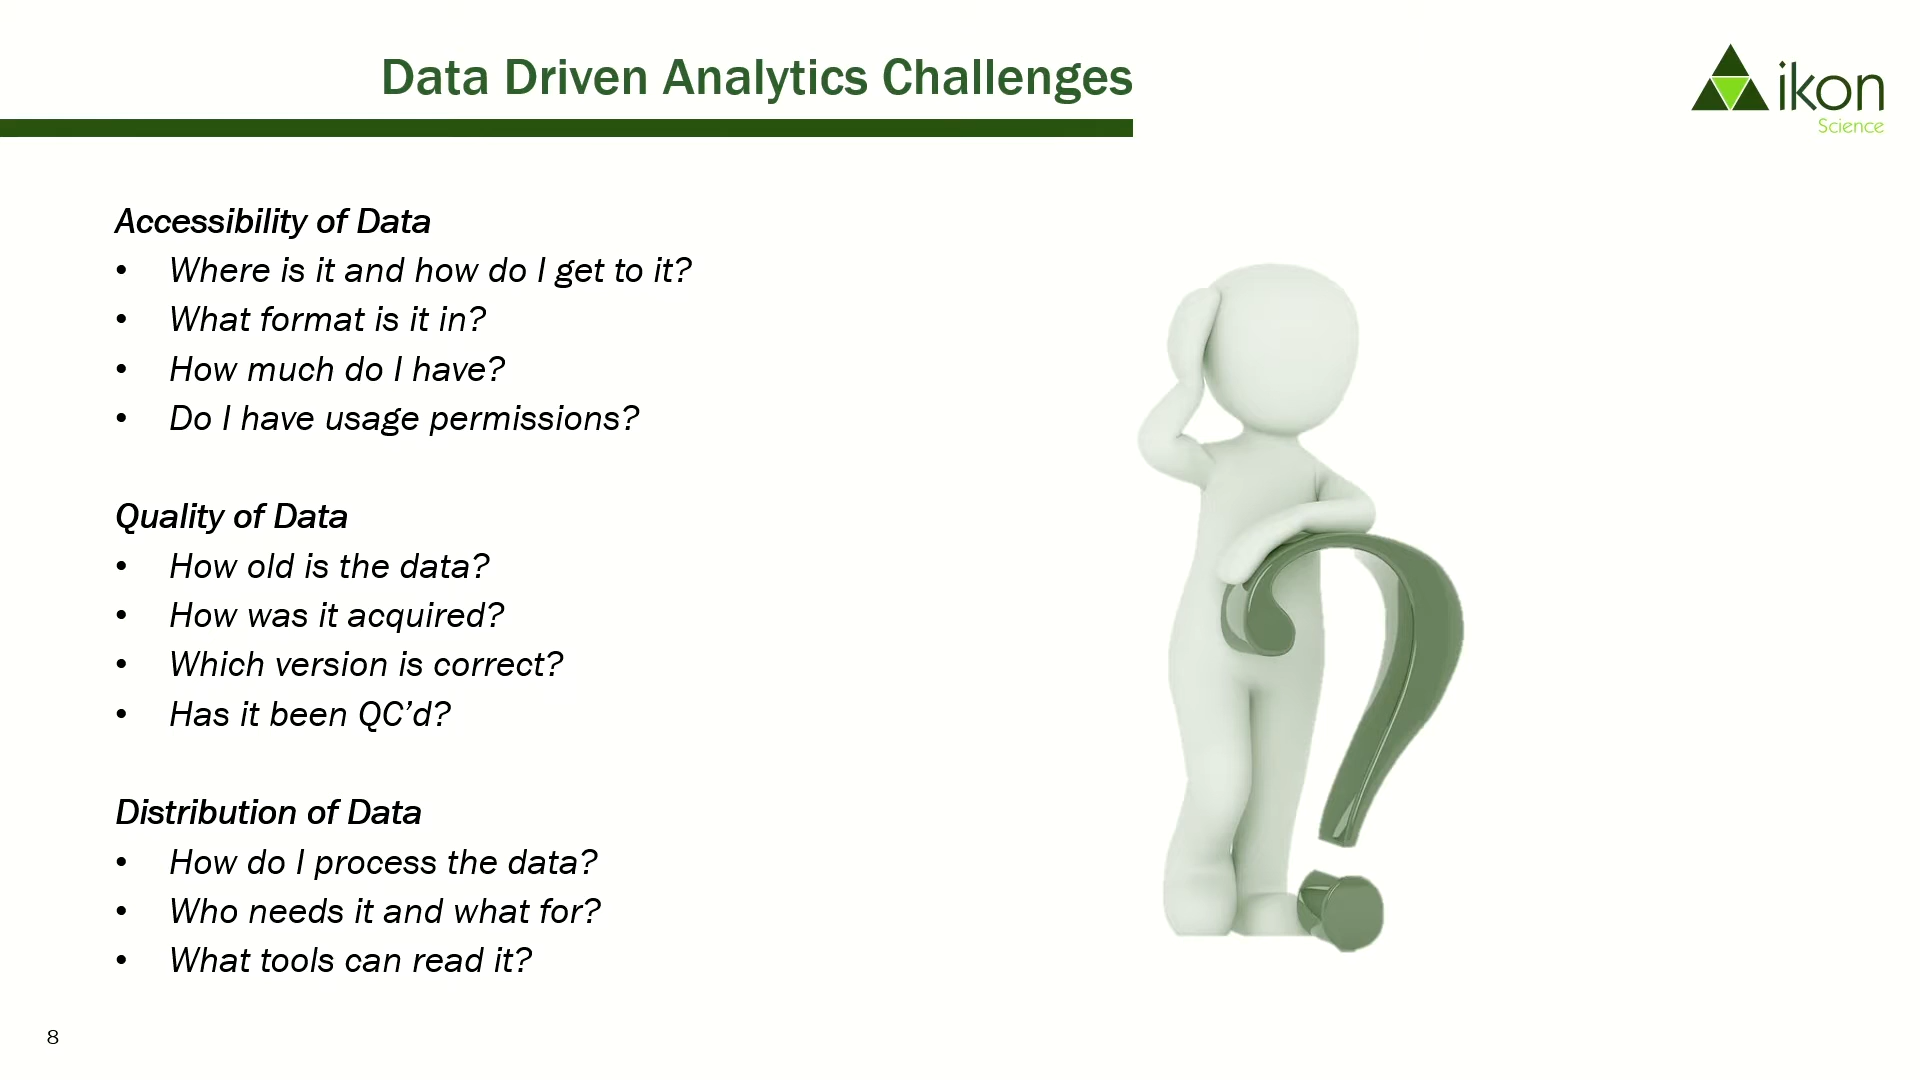 Data Driven Analytics Challenges
ikon
Science
Accessibility of Data
• Where is it and how do I get to it?
• What format is it in?
• How much do I have?
• Do I have usage permissions?
Quality of Data
• How old is the data?
• How was it acquired?
• Which version is correct?
• Has it been QC’d?
Distribution of Data
• How do I process the data?
• Who needs it and what for?
• What tools can read it?
8